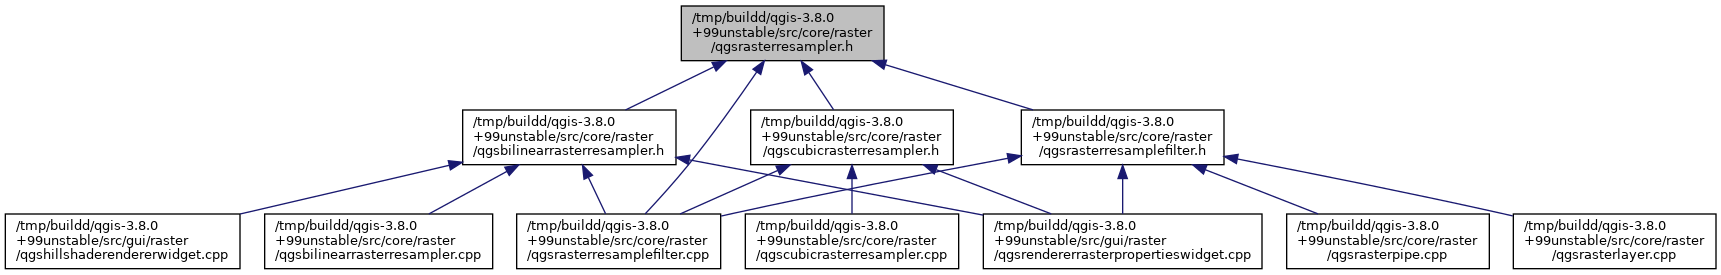 /tmp/buildd/qgis-3.8.0
+99unstable/src/core/raster
/qgsrasterresampler.h
/tmp/buildd/qgis-3.8.0
+99unstable/src/core/raster
/qgsbilinearrasterresampler.h
/tmp/buildd/qgis-3.8.0
+99unstable/src/core/raster
/qgscubicrasterresampler.h
/tmp/buildd/qgis-3.8.0
+99unstable/src/core/raster
/qgsrasterresamplefilter.h
/tmp/buildd/qgis-3.8.0
+99unstable/src/gui/raster
/qgshillshaderendererwidget.cpp
/tmp/buildd/qgis-3.8.0
+99unstable/src/core/raster
/qgsbilinearrasterresampler.cpp
/tmp/buildd/qgis-3.8.0
+99unstable/src/core/raster
/qgsrasterresamplefilter.cpp
/tmp/buildd/qgis-3.8.0
+99unstable/src/core/raster
/qgscubicrasterresampler.cpp
/tmp/buildd/qgis-3.8.0
+99unstable/src/gui/raster
/qgsrendererrasterpropertieswidget.cpp
/tmp/buildd/qgis-3.8.0
+99unstable/src/core/raster
/qgsrasterpipe.cpp
/tmp/buildd/qgis-3.8.0
+99unstable/src/core/raster
/qgsrasterlayer.cpp